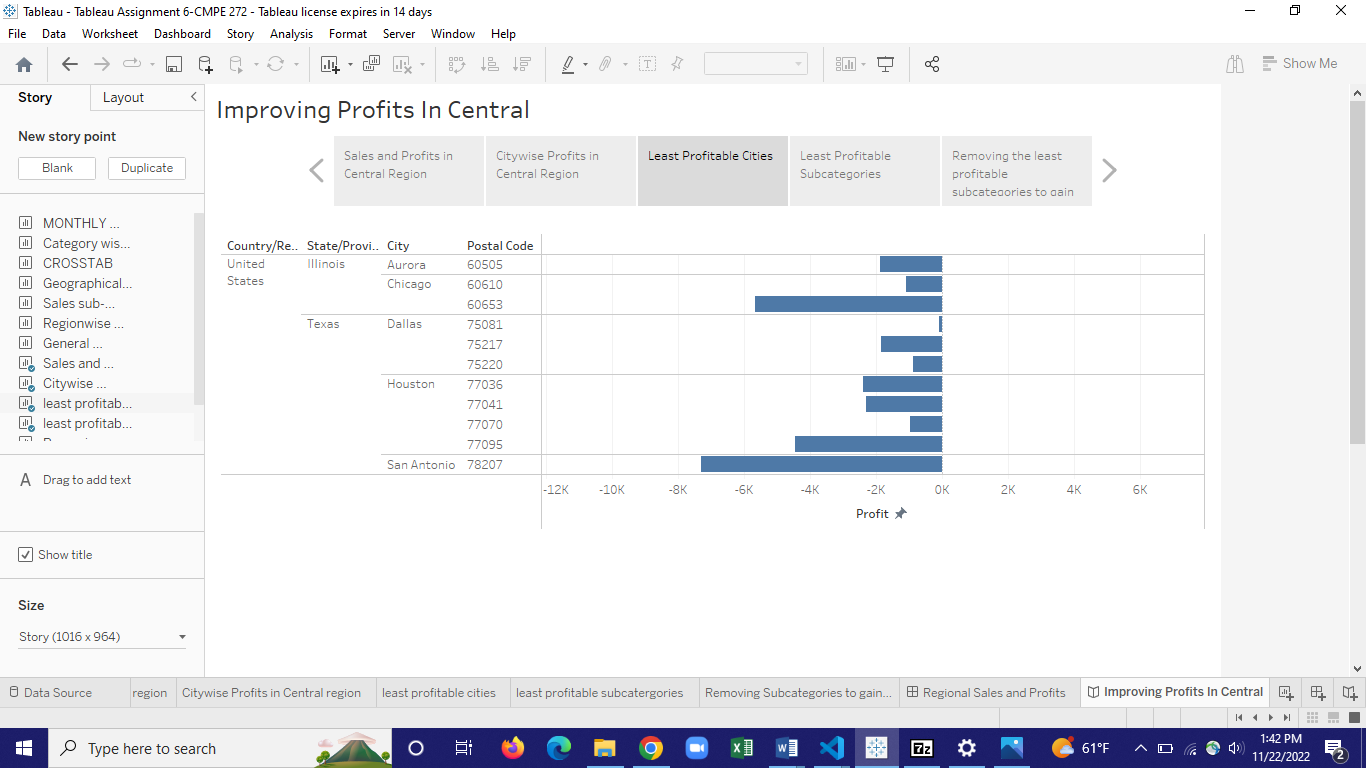 Tableau - Tableau Assignment 6-CMPE 272 - Tableau license expires in 14 days
File Data Worksheet Dashboard Story Analysis Format Server Window Help
Show Me
Story Layout
New story point
Blank Duplicate
MONTHLY ...
Category wis...
CROSSTAB
Geographical...
Sales sub-...
Regionwise ...
General ...
Sales and ...
Citywise ...
least profitab...
least profitab...
A Drag to add text
Show title
Size
Story (1016 x 964)
Improving Profits In Central
Sales and Profits in
Central Region
Citywise Profits in
Central Region
Least Profitable Cities
Least Profitable
Subcategories
Removing the least
profitable
subcategories to gain
Country/Re.. State/Provi.. City Postal Code
United
States
Illinois Aurora 60505
Chicago 60610
60653
Texas Dallas 75081
75217
75220
Houston 77036
77041
77070
77095
San Antonio 78207
-12K -10K -8K -6K -4K -2K 0K 2K 4K 6K
Profit
Data Source region Citywise Profits in Central region least profitable cities least profitable subcatergories Removing Subcategories to gain... Regional Sales and Profits Improving Profits In Central
Type here to search
7z
61°F
1:42 PM
11/22/2022
2